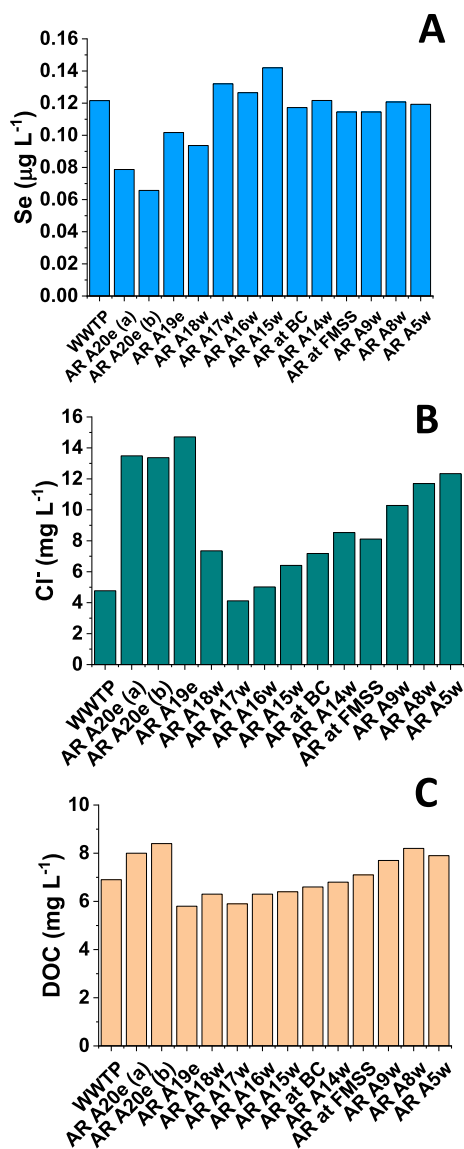 A
0.16
0.14
0.12
0.10
0.08
0.06
0.04
0.02
0.00
Se (µg L⁻¹)
WWTP
AR A20e (a)
AR A20e (b)
AR A19e
AR A18w
AR A17w
AR A16w
AR A15w
AR at BC
AR A14w
AR at FMSS
AR A9w
AR A8w
AR A5w
B
16
14
12
10
8
6
4
2
0
Cl⁻ (mg L⁻¹)
WWTP
AR A20e (a)
AR A20e (b)
AR A19e
AR A18w
AR A17w
AR A16w
AR A15w
AR at BC
AR A14w
AR at FMSS
AR A9w
AR A8w
AR A5w
C
10
8
6
4
2
0
DOC (mg L⁻¹)
WWTP
AR A20e (a)
AR A20e (b)
AR A19e
AR A18w
AR A17w
AR A16w
AR A15w
AR at BC
AR A14w
AR at FMSS
AR A9w
AR A8w
AR A5w